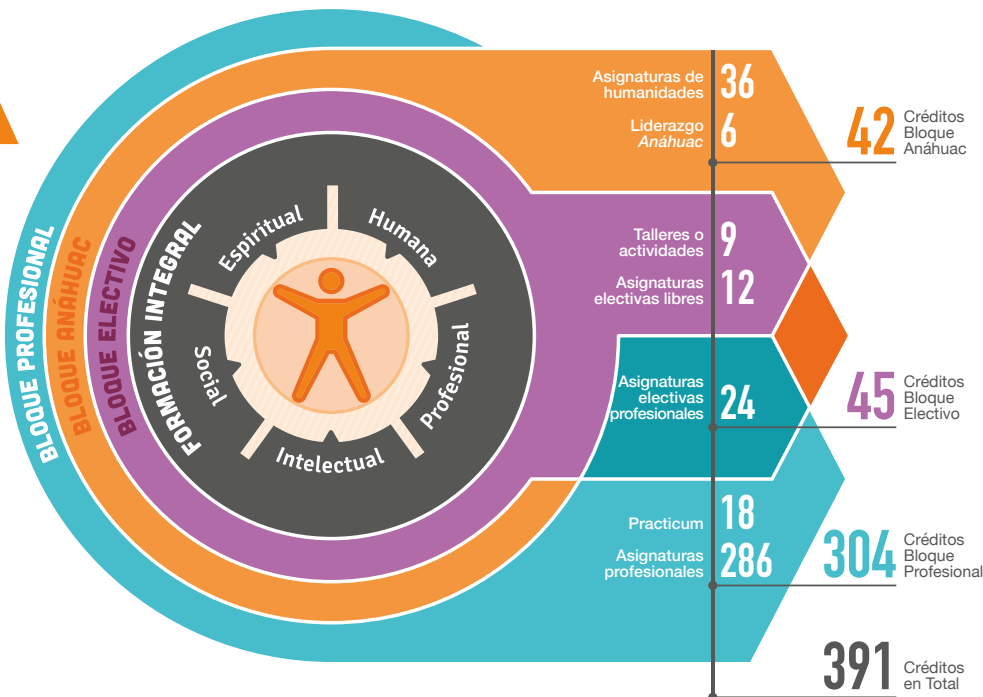 BLOQUE PROFESIONAL
BLOQUE ANÁHUAC
BLOQUE ELECTIVO
FORMACIÓN INTEGRAL
Espiritual
Humana
Profesional
Intelectual
Social
Asignaturas de
humanidades
36
Liderazgo
Anáhuac
6
42
Créditos
Bloque
Anáhuac
Talleres o
actividades
9
Asignaturas
electivas libres
12
Asignaturas
electivas
profesionales
24
45
Créditos
Bloque
Electivo
Practicum
18
Asignaturas
profesionales
286
304
Créditos
Bloque
Profesional
391
Créditos
en Total